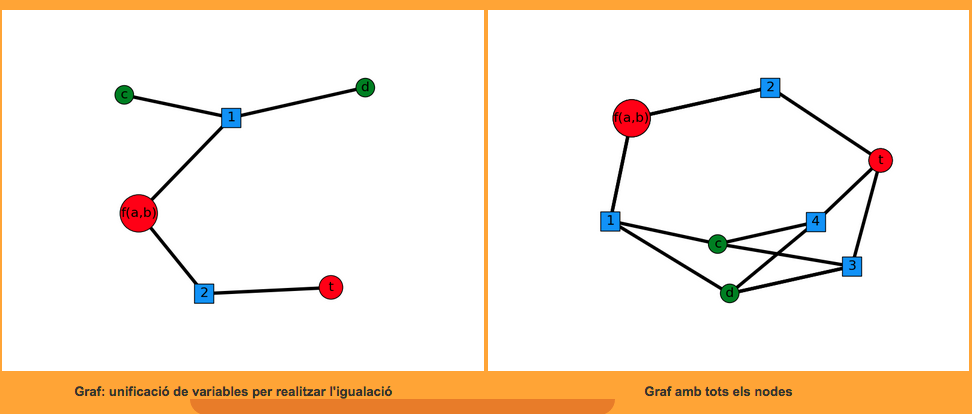 c
d
1
f(a,b)
2
t
2
f(a,b)
t
1
4
c
3
d
Graf: unificació de variables per realitzar l'igualació
Graf amb tots els nodes